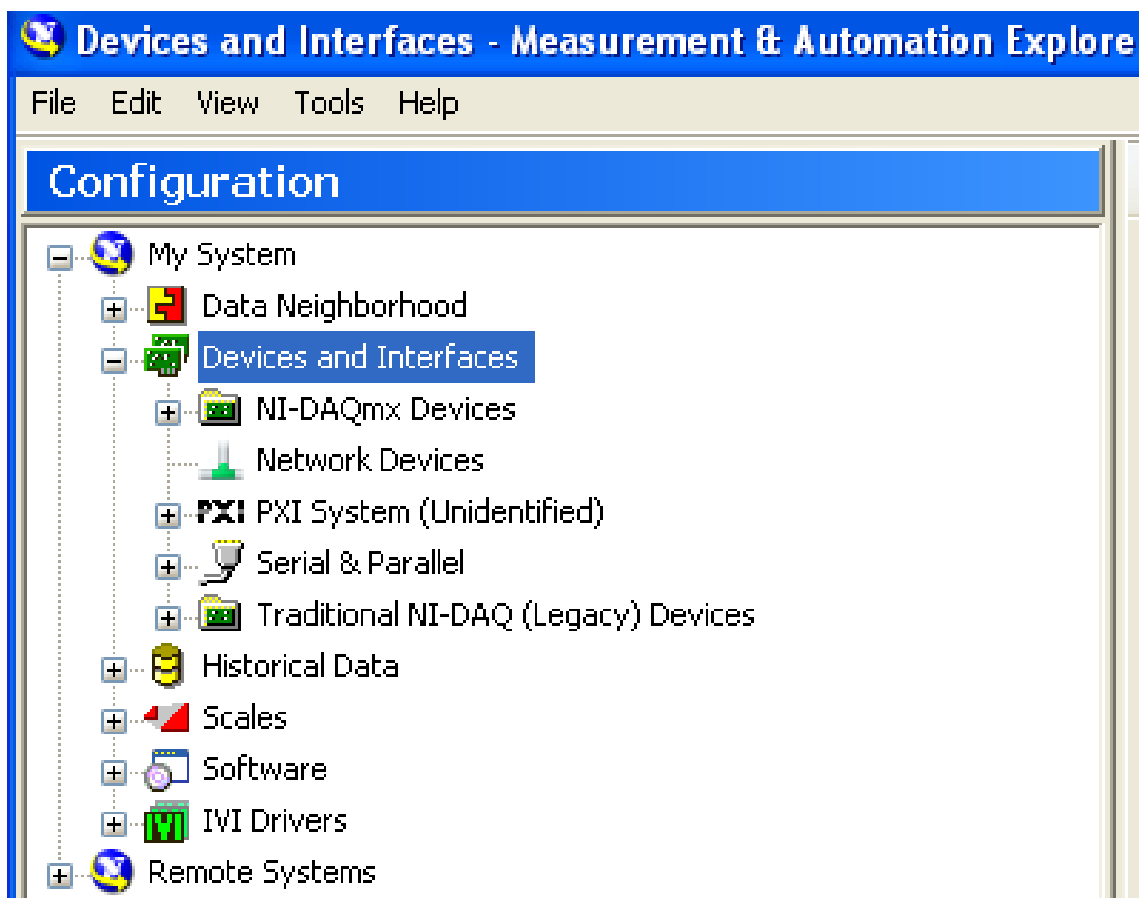 Devices and Interfaces - Measurement & Automation Explore
File Edit View Tools Help
Configuration
My System
Data Neighborhood
Devices and Interfaces
NI-DAQmx Devices
Network Devices
PXI PXI System (Unidentified)
Serial & Parallel
Traditional NI-DAQ (Legacy) Devices
Historical Data
Scales
Software
IVI IVI Drivers
Remote Systems